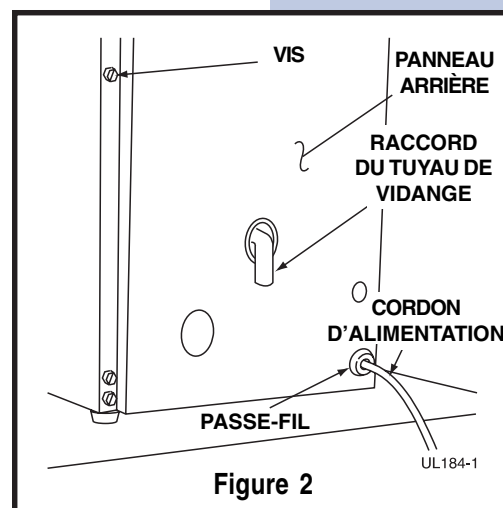 VIS
PANNEAU
ARRIÈRE
RACCORD
DU TUYAU DE
VIDANGE
CORDON
D'ALIMENTATION
PASSE-FIL
UL184-1
Figure 2